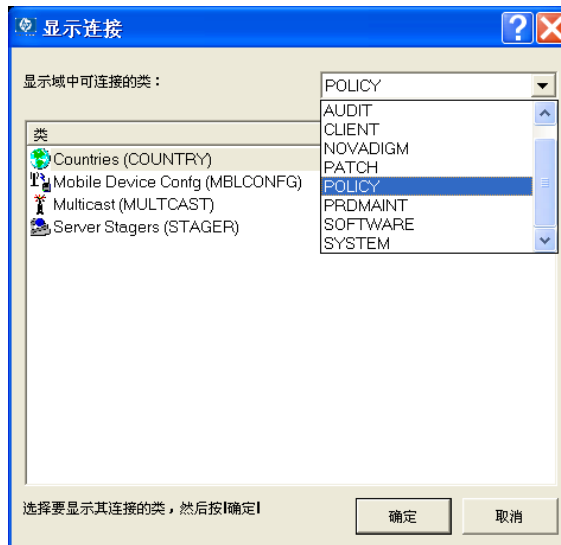 显示连接
显示域中可连接的类：
POLICY
AUDIT
CLIENT
NOVADIGM
PATCH
POLICY
PRDMAINT
SOFTWARE
SYSTEM
类
Countries (COUNTRY)
Mobile Device Confg (MBLCONFG)
Multicast (MULTCAST)
Server Stagers (STAGER)
选择要显示其连接的类，然后按|确定|
确定
取消